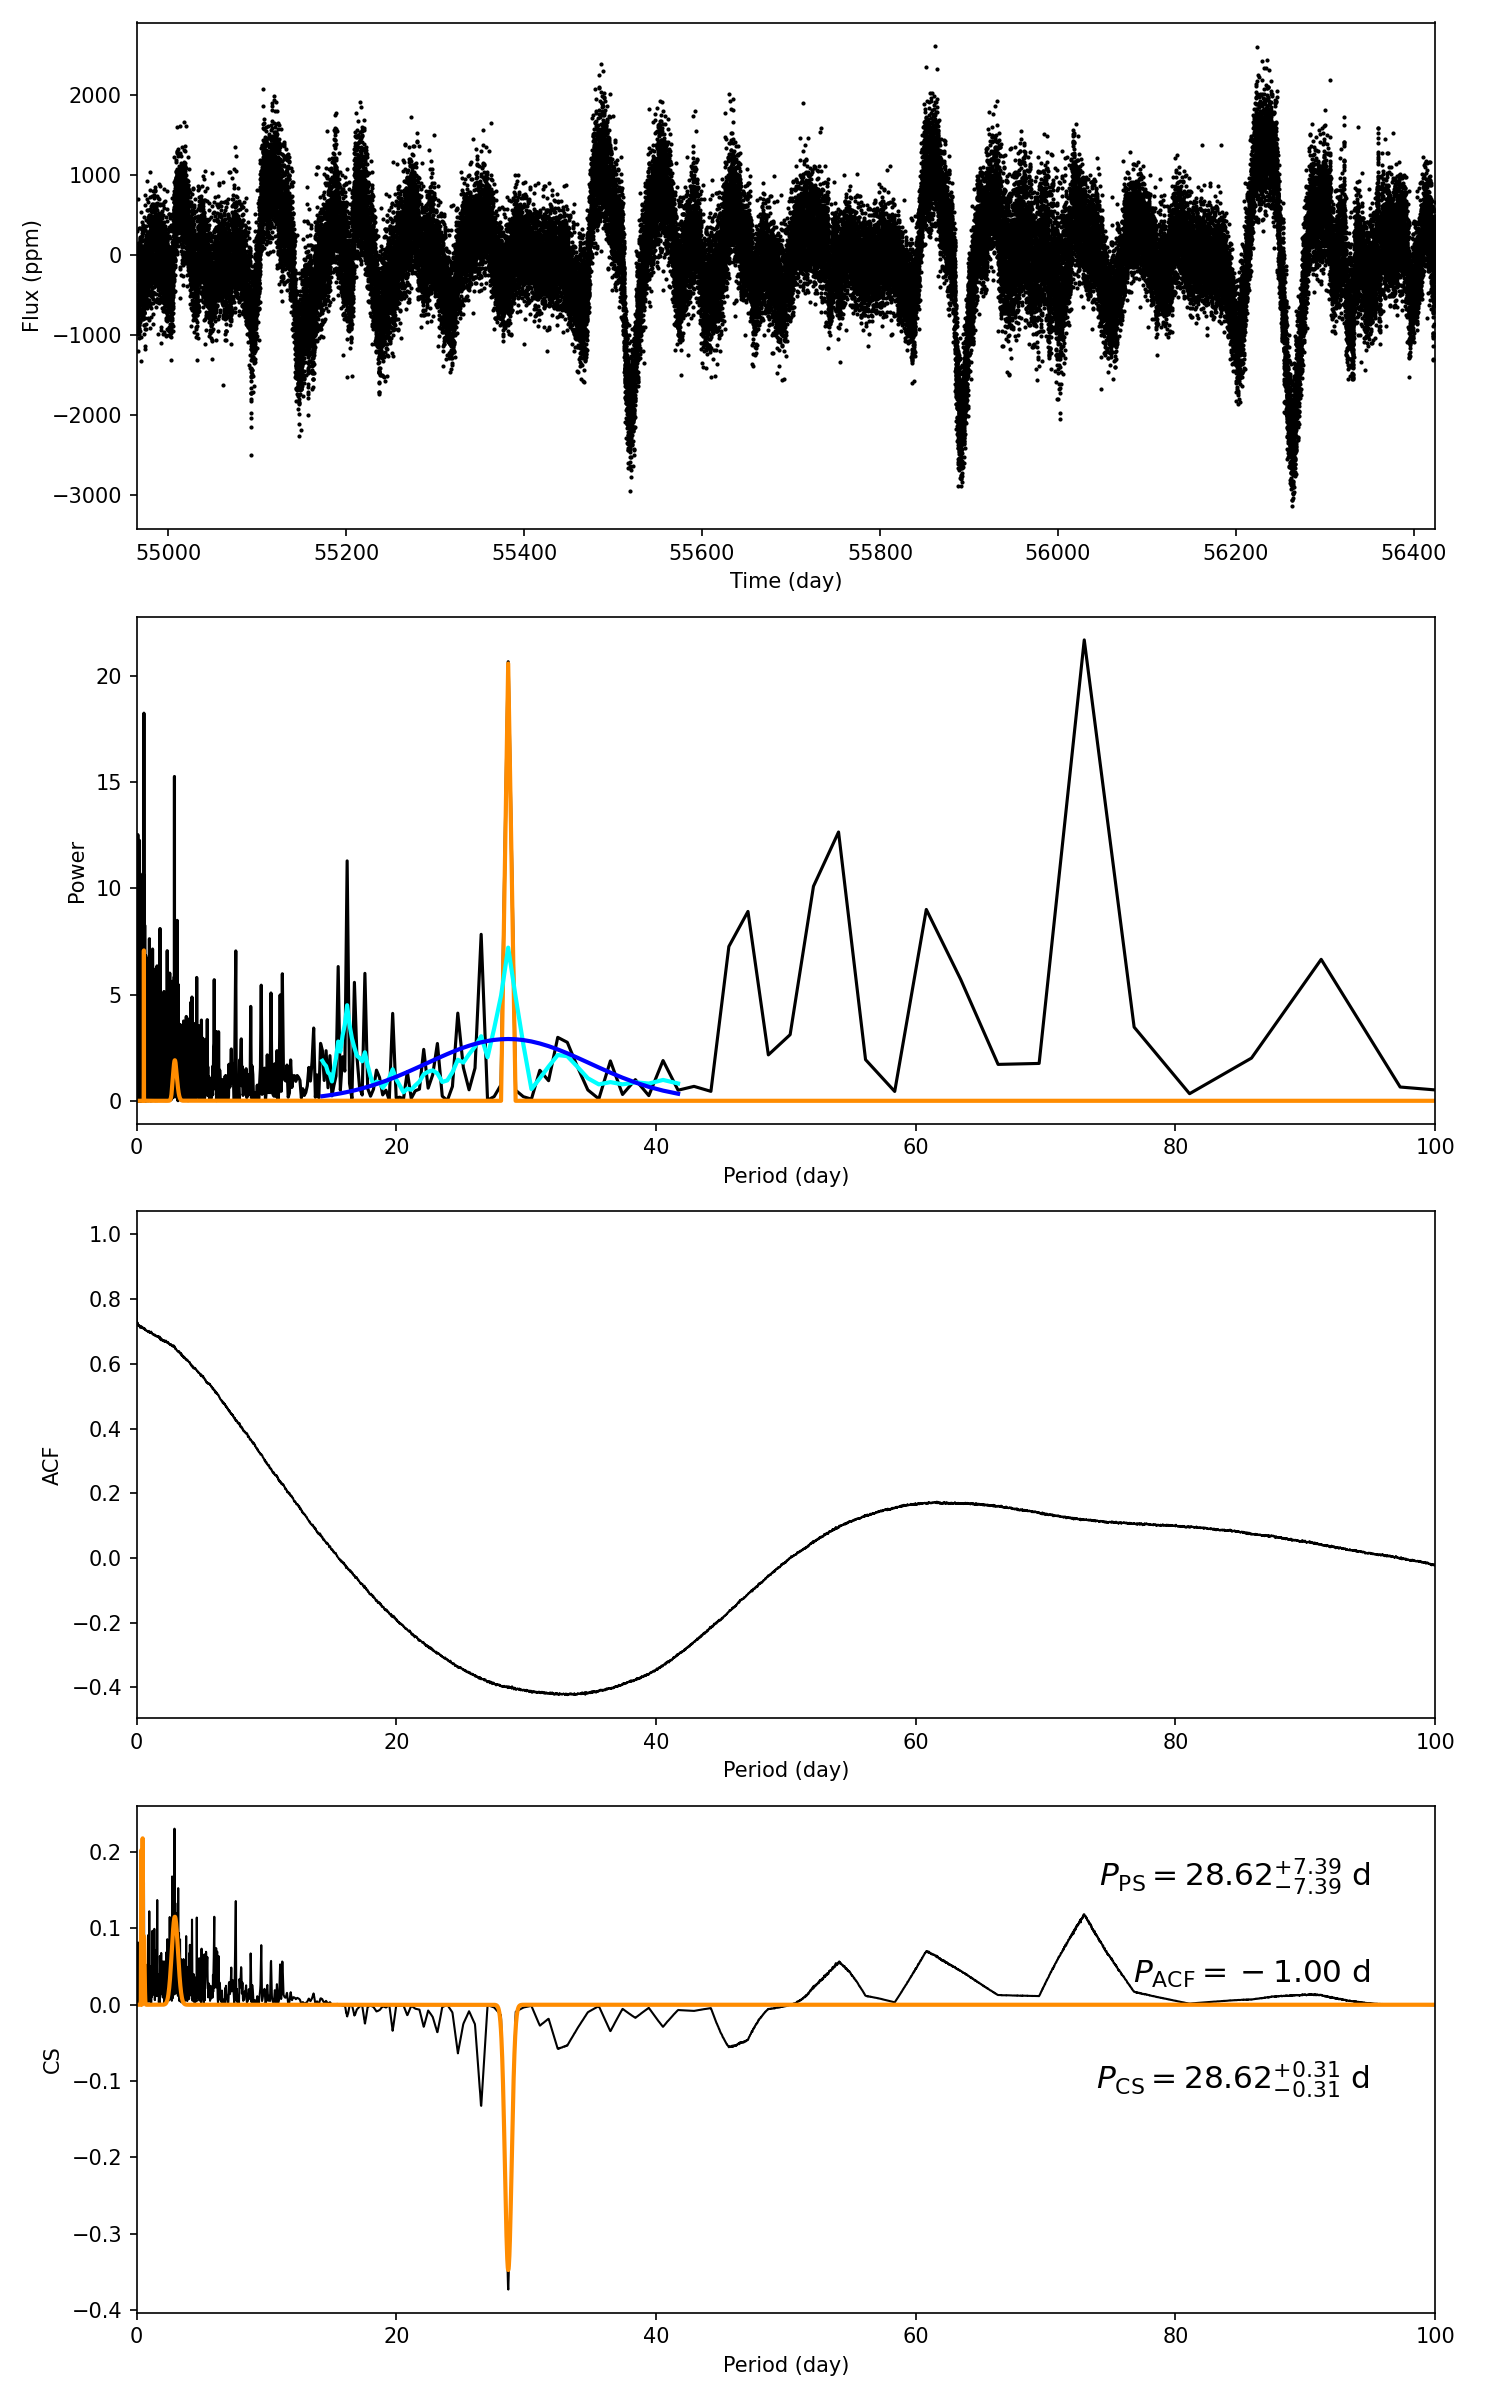 2000
1000
0
−1000
−2000
−3000
Flux (ppm)
55000 55200 55400 55600 55800 56000 56200 56400
Time (day)
20
15
10
5
0
Power
0 20 40 60 80 100
Period (day)
1.0
0.8
0.6
0.4
0.2
0.0
−0.2
−0.4
ACF
0 20 40 60 80 100
Period (day)
0.2
0.1
0.0
−0.1
−0.2
−0.3
−0.4
CS
P_PS = 28.62 +7.39 −7.39 d
P_ACF = −1.00 d
P_CS = 28.62 +0.31 −0.31 d
0 20 40 60 80 100
Period (day)